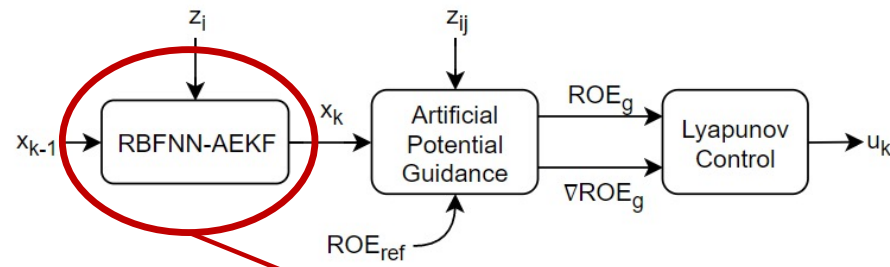 z_i
z_ij
x_k-1
RBFNN-AEKF
x_k
Artificial
Potential
Guidance
ROE_g
∇ROE_g
Lyapunov
Control
u_k
ROE_ref